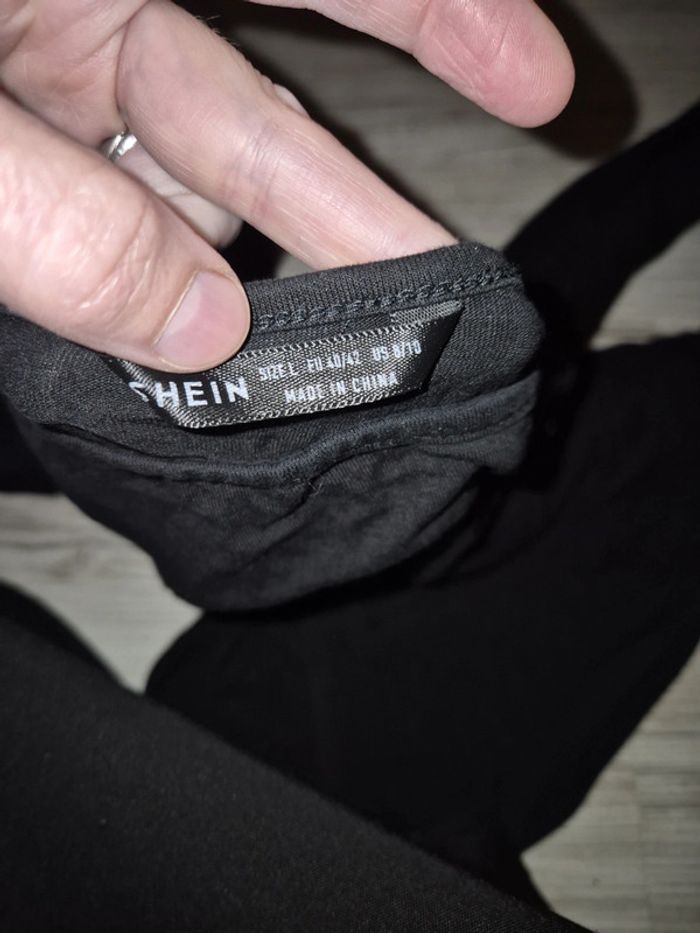 SHEIN
SIZE L EU 40/42 US 8/10
MADE IN CHINA